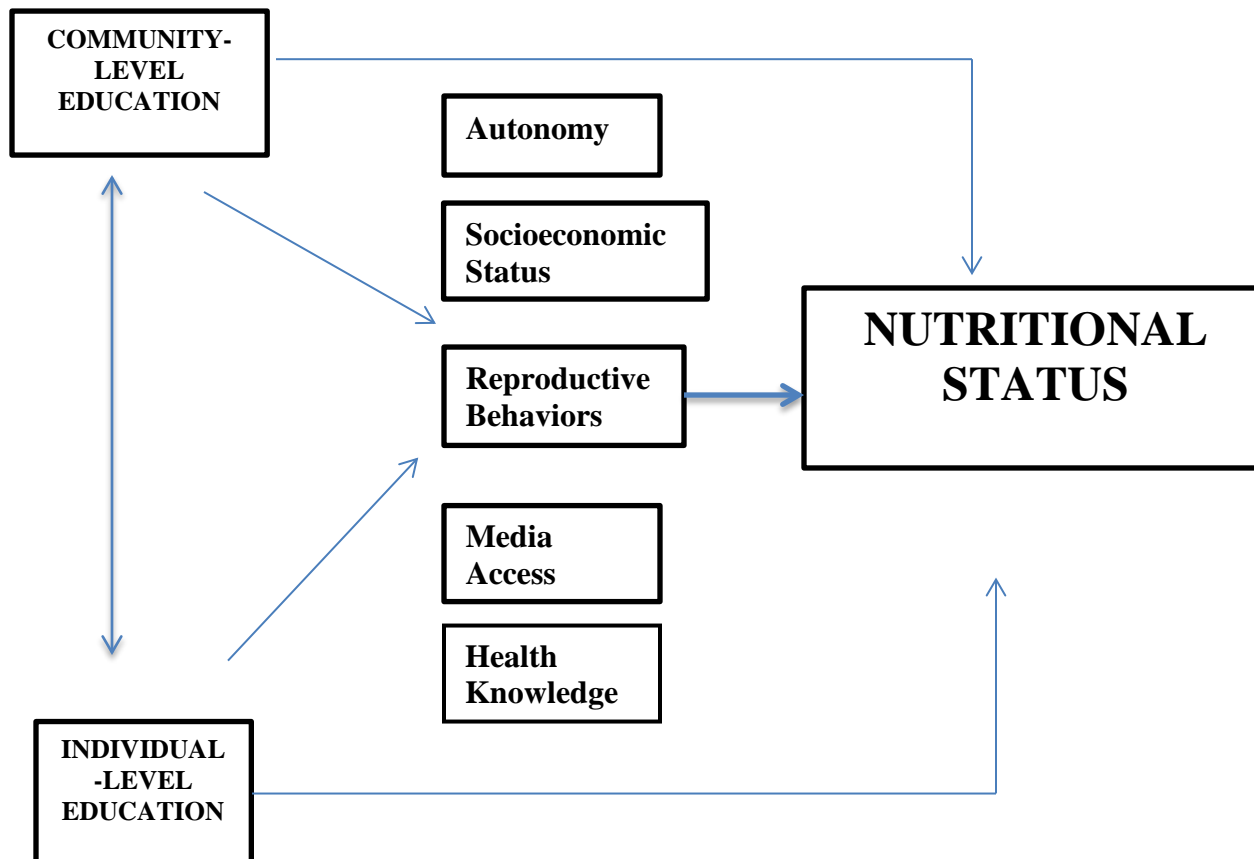 COMMUNITY-
LEVEL
EDUCATION
Autonomy
Socioeconomic
Status
NUTRITIONAL
STATUS
Reproductive
Behaviors
Media
Access
Health
Knowledge
INDIVIDUAL
-LEVEL
EDUCATION